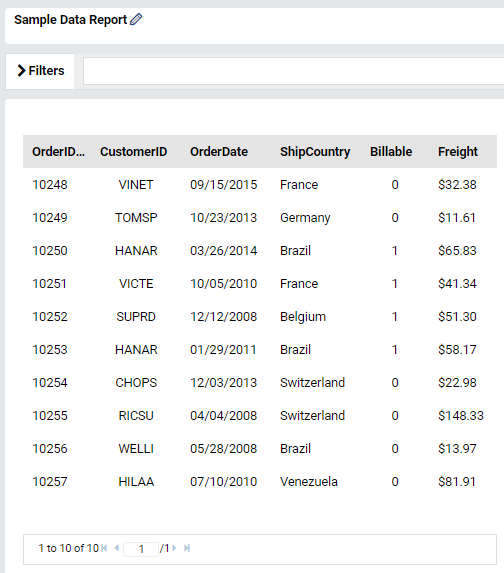 Sample Data Report
Filters
OrderID... CustomerID OrderDate ShipCountry Billable Freight
10248 VINET 09/15/2015 France 0 $32.38
10249 TOMSP 10/23/2013 Germany 0 $11.61
10250 HANAR 03/26/2014 Brazil 1 $65.83
10251 VICTE 10/05/2010 France 1 $41.34
10252 SUPRD 12/12/2008 Belgium 1 $51.30
10253 HANAR 01/29/2011 Brazil 1 $58.17
10254 CHOPS 12/03/2013 Switzerland 0 $22.98
10255 RICSU 04/04/2008 Switzerland 0 $148.33
10256 WELLI 05/28/2008 Brazil 0 $13.97
10257 HILAA 07/10/2010 Venezuela 0 $81.91
1 to 10 of 10 1 /1